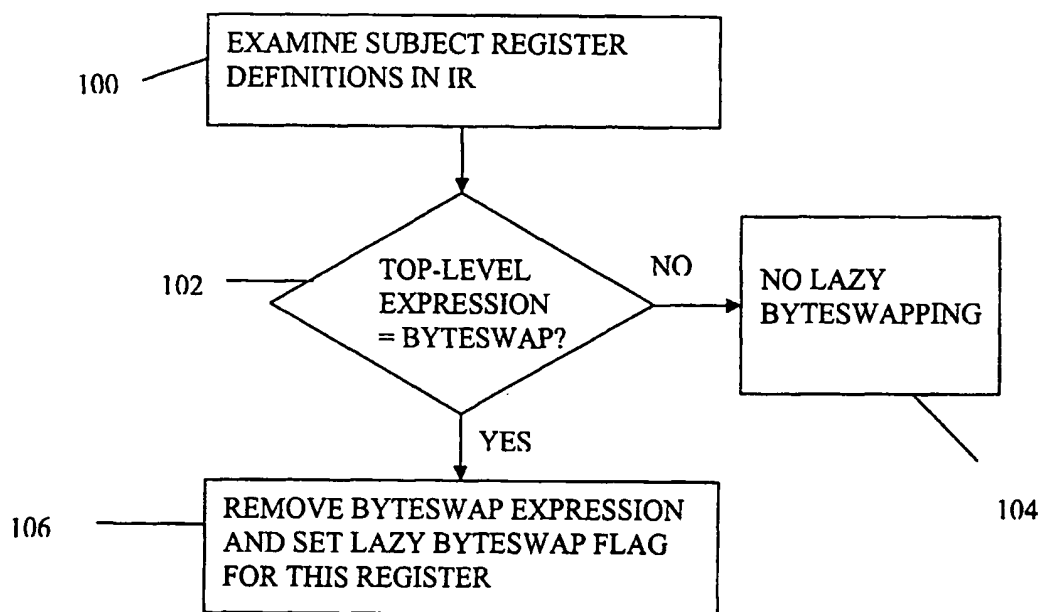 EXAMINE SUBJECT REGISTER
DEFINITIONS IN IR
100
102
TOP-LEVEL
EXPRESSION
= BYTESWAP?
NO
NO LAZY
BYTESWAPPING
YES
104
106
REMOVE BYTESWAP EXPRESSION
AND SET LAZY BYTESWAP FLAG
FOR THIS REGISTER